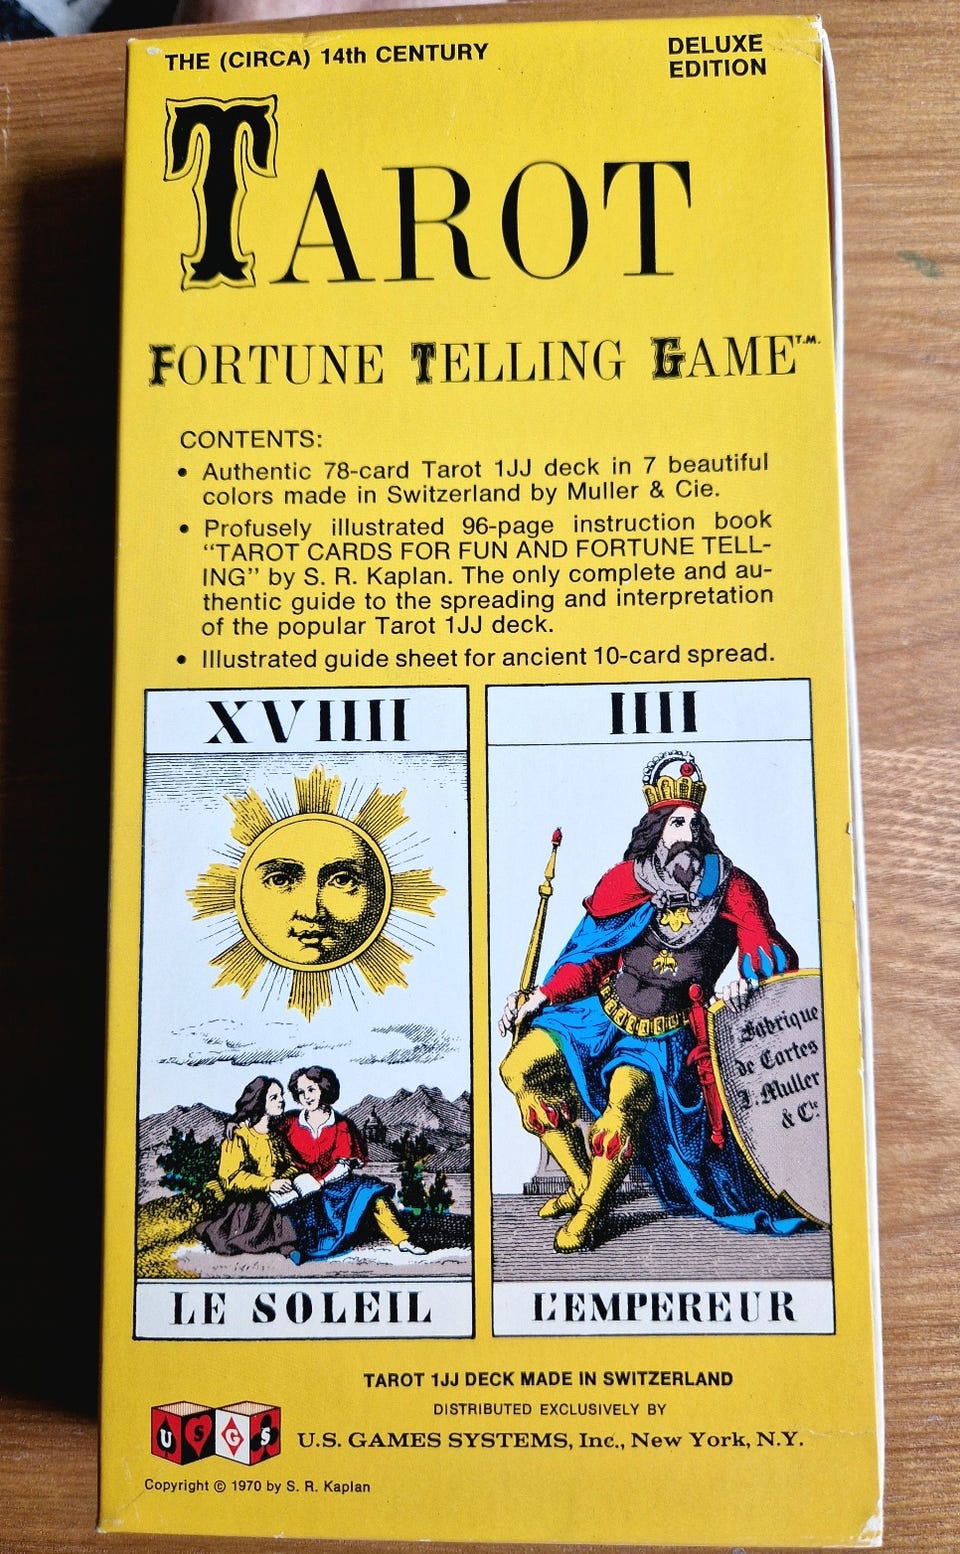 THE (CIRCA) 14th CENTURY
DELUXE
EDITION
TAROT
FORTUNE TELLING GAME T.M.
CONTENTS:
• Authentic 78-card Tarot 1JJ deck in 7 beautiful
colors made in Switzerland by Muller & Cie.
• Profusely illustrated 96-page instruction book
“TAROT CARDS FOR FUN AND FORTUNE TELL-
ING” by S. R. Kaplan. The only complete and au-
thentic guide to the spreading and interpretation
of the popular Tarot 1JJ deck.
• Illustrated guide sheet for ancient 10-card spread.
XVIIII
LE SOLEIL
IIII
Fabrique
de Cartes
J. Muller
& Cie
L'EMPEREUR
TAROT 1JJ DECK MADE IN SWITZERLAND
DISTRIBUTED EXCLUSIVELY BY
USGS
U.S. GAMES SYSTEMS, Inc., New York, N.Y.
Copyright © 1970 by S. R. Kaplan